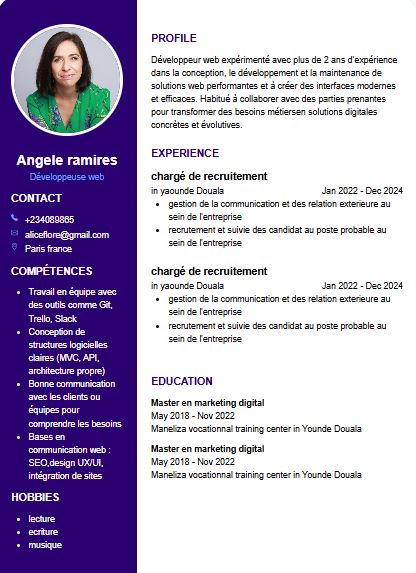 Angele ramires
Développeuse web
CONTACT
+234089865
aliceflore@gmail.com
Paris france
COMPÉTENCES
Travail en équipe avec
des outils comme Git,
Trello, Slack
Conception de
structures logicielles
claires (MVC, API,
architecture propre)
Bonne communication
avec les clients ou
équipes pour
comprendre les besoins
Bases en
communication web :
SEO,design UX/UI,
intégration de sites
HOBBIES
lecture
ecriture
musique
PROFILE
Développeur web expérimenté avec plus de 2 ans d'expérience
dans la conception, le développement et la maintenance de
solutions web performantes et à créer des interfaces modernes
et efficaces. Habitué à collaborer avec des parties prenantes
pour transformer des besoins métiersen solutions digitales
concrètes et évolutives.
EXPERIENCE
chargé de recruitement
in yaounde Douala Jan 2022 - Dec 2024
gestion de la communication et des relation exterieure au
sein de l'entreprise
recrutement et suivie des candidat au poste probable au
sein de l'entreprise
chargé de recruitement
in yaounde Douala Jan 2022 - Dec 2024
gestion de la communication et des relation exterieure au
sein de l'entreprise
recrutement et suivie des candidat au poste probable au
sein de l'entreprise
EDUCATION
Master en marketing digital
May 2018 - Nov 2022
Maneliza vocationnal training center in Younde Douala
Master en marketing digital
May 2018 - Nov 2022
Maneliza vocationnal training center in Younde Douala